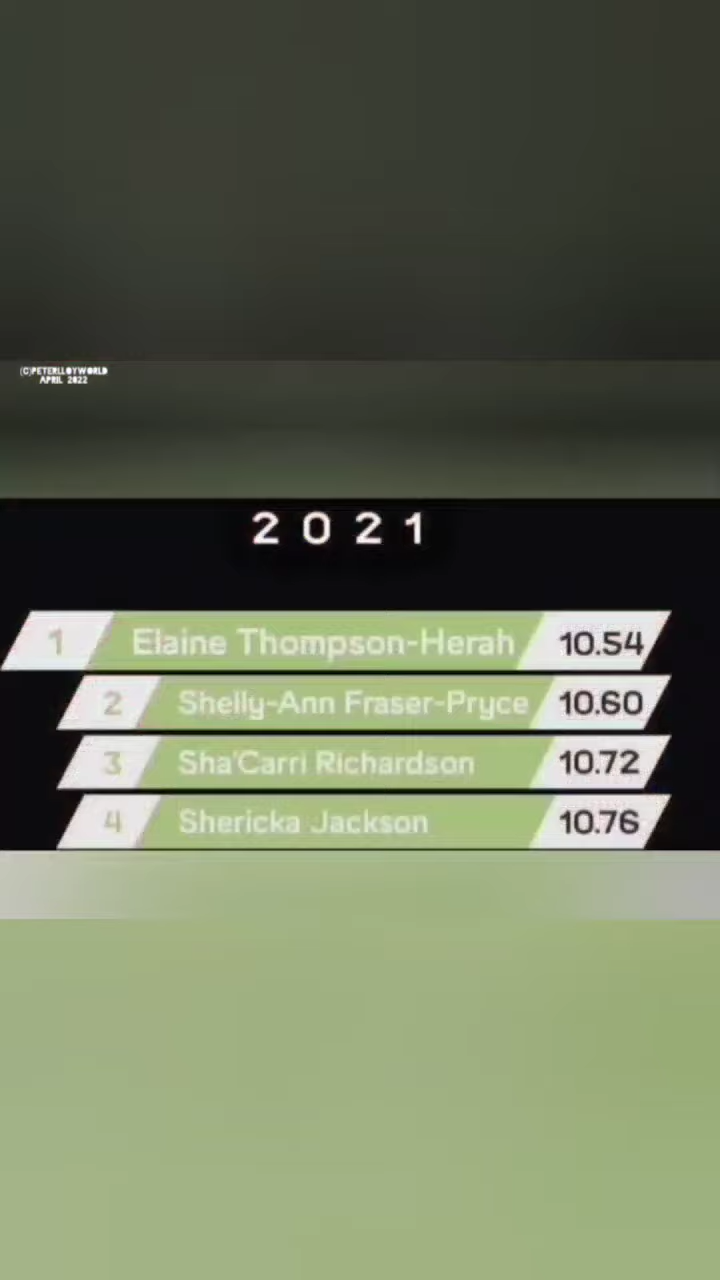 (C)PETERLLOYWORLD
APRIL 2022
2021
1 Elaine Thompson-Herah 10.54
2 Shelly-Ann Fraser-Pryce 10.60
3 Sha'Carri Richardson 10.72
4 Shericka Jackson 10.76